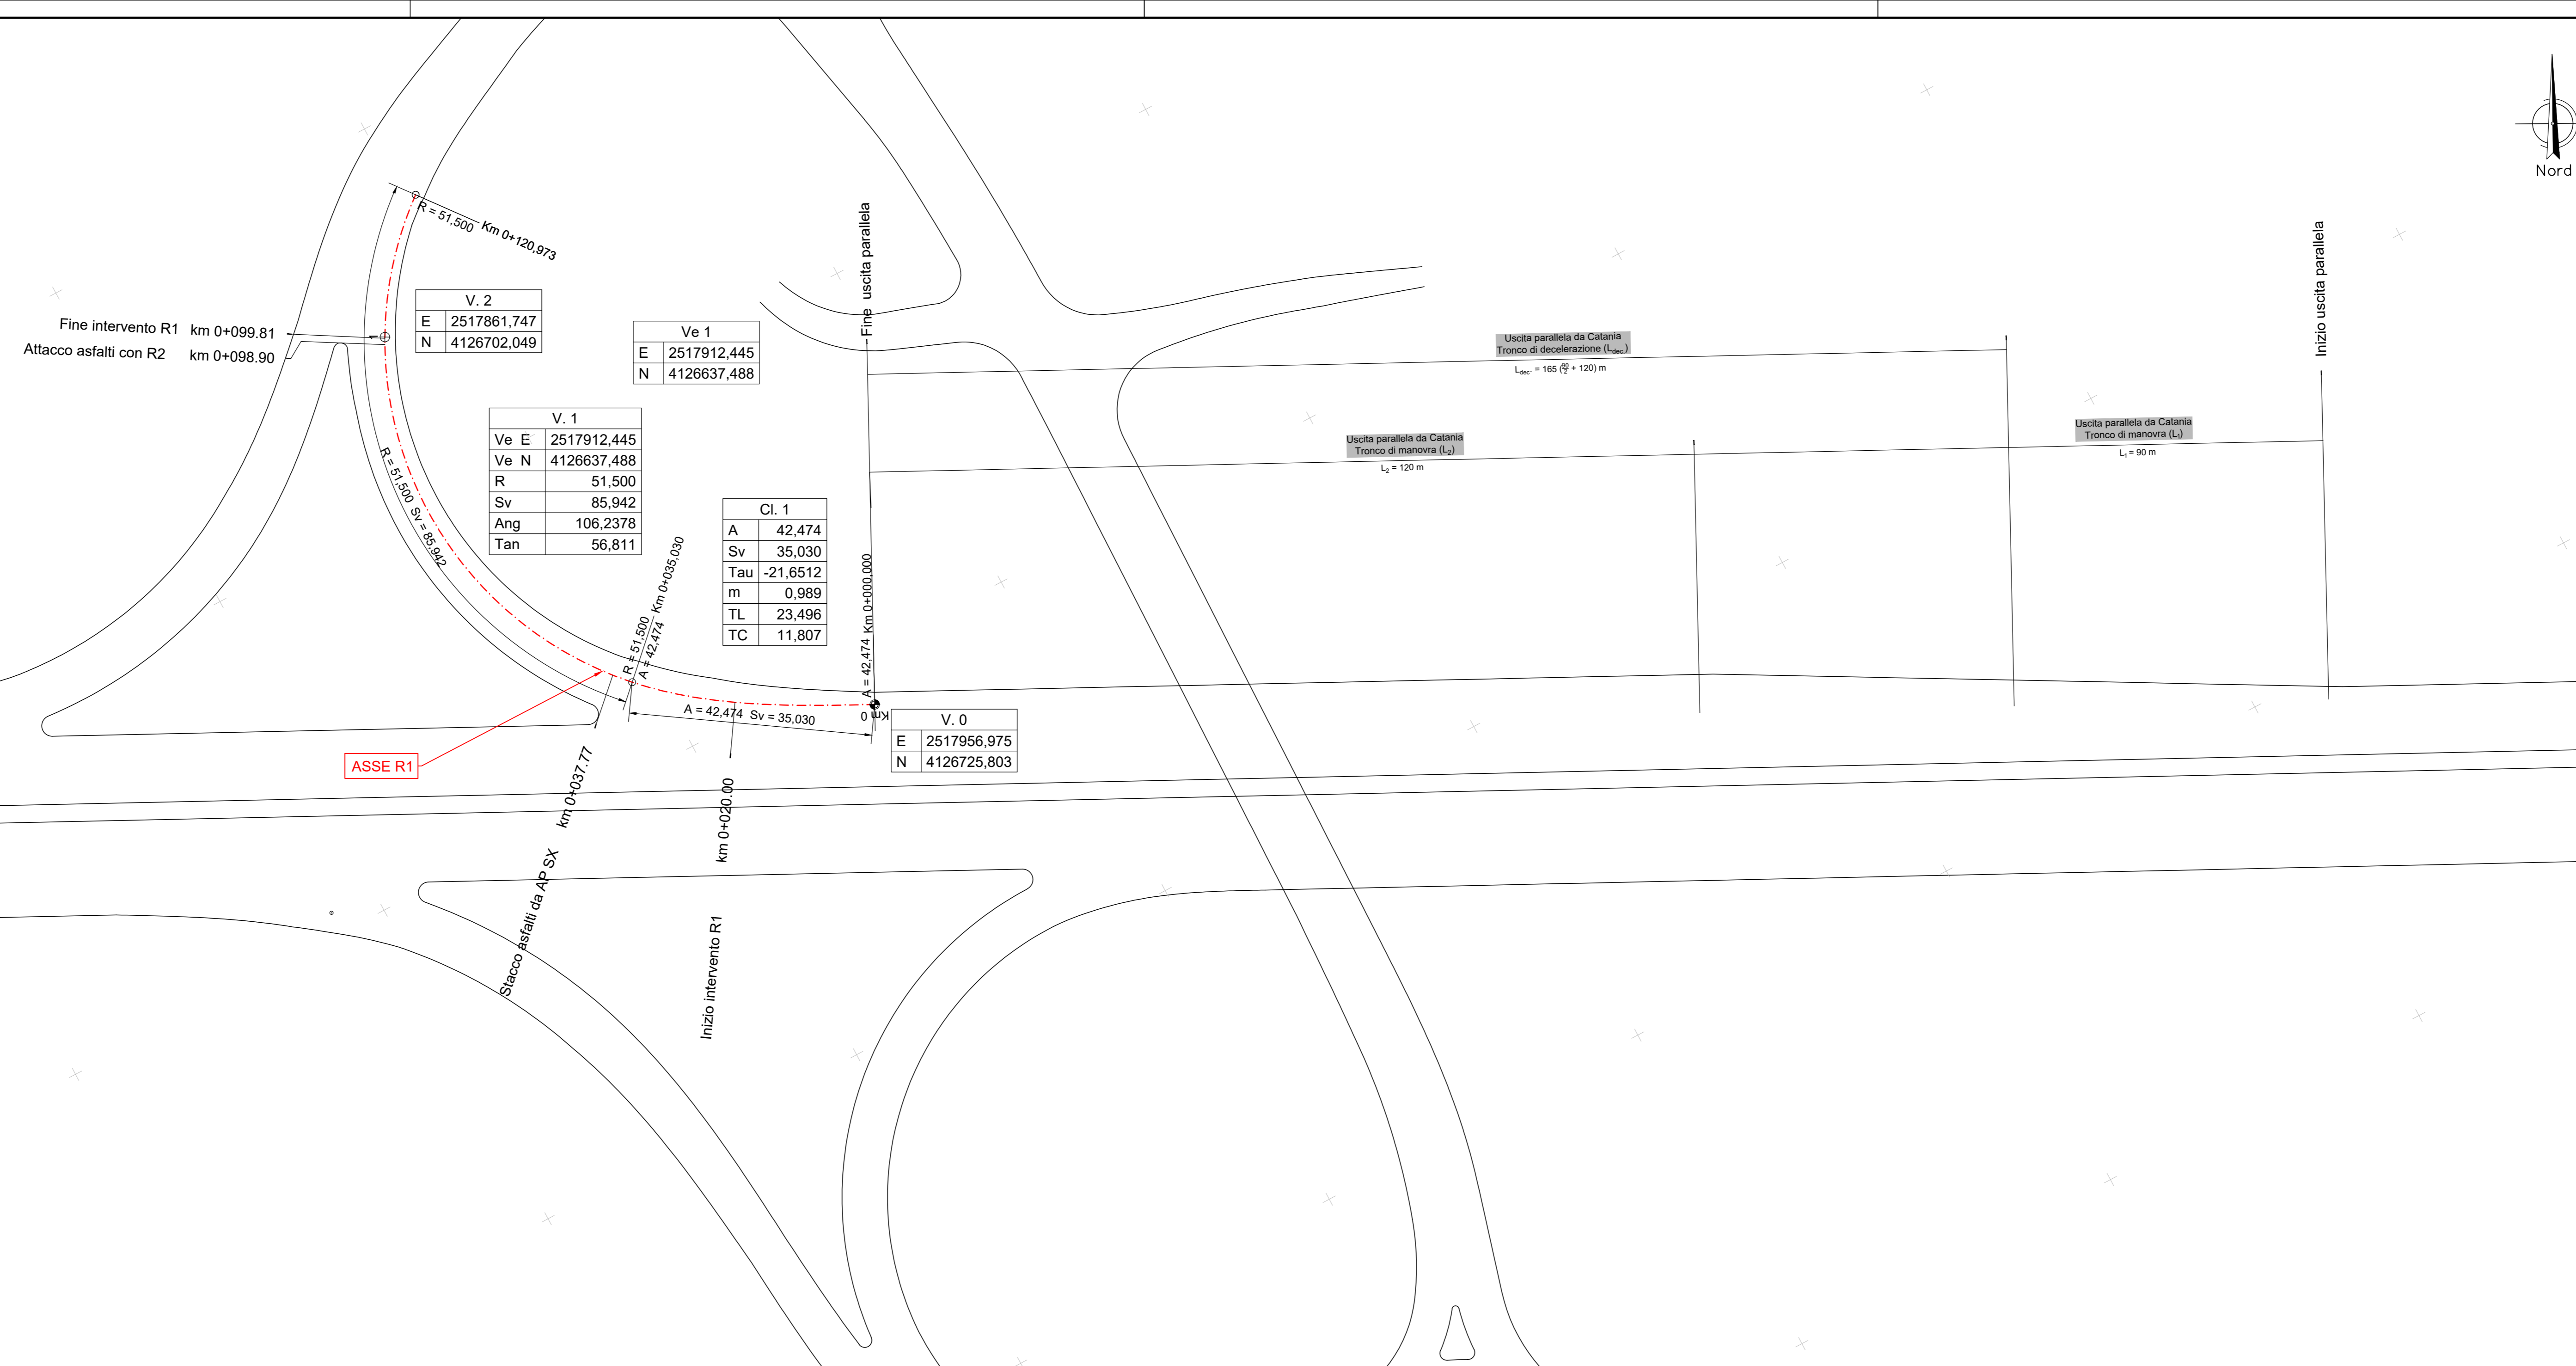 Nord
R = 51,500
Km 0+120,973
Fine uscita parallela
Inizio uscita parallela
V. 2
E 2517861,747
N 4126702,049
Fine intervento R1 km 0+099.81
Attacco asfalti con R2 km 0+098.90
Ve 1
E 2517912,445
N 4126637,488
Uscita parallela da Catania
Tronco di decelerazione (Ldec)
Ldec = 165 (90/2 + 120) m
Uscita parallela da Catania
Tronco di manovra (L2)
L2 = 120 m
Uscita parallela da Catania
Tronco di manovra (L1)
L1 = 90 m
V. 1
Ve E 2517912,445
Ve N 4126637,488
R 51,500
Sv 85,942
Ang 106,2378
Tan 56,811
R = 51,500 Sv = 85,942
Cl. 1
A 42,474
Sv 35,030
Tau -21,6512
m 0,989
TL 23,496
TC 11,807
R = 51,500
A = 42,474
Km 0+035,030
A = 42,474
Km 0+000,000
A = 42,474 Sv = 35,030
Km 0
V. 0
E 2517956,975
N 4126725,803
ASSE R1
Stacco asfalti da AP SX km 0+037.77
Inizio intervento R1 km 0+020.00